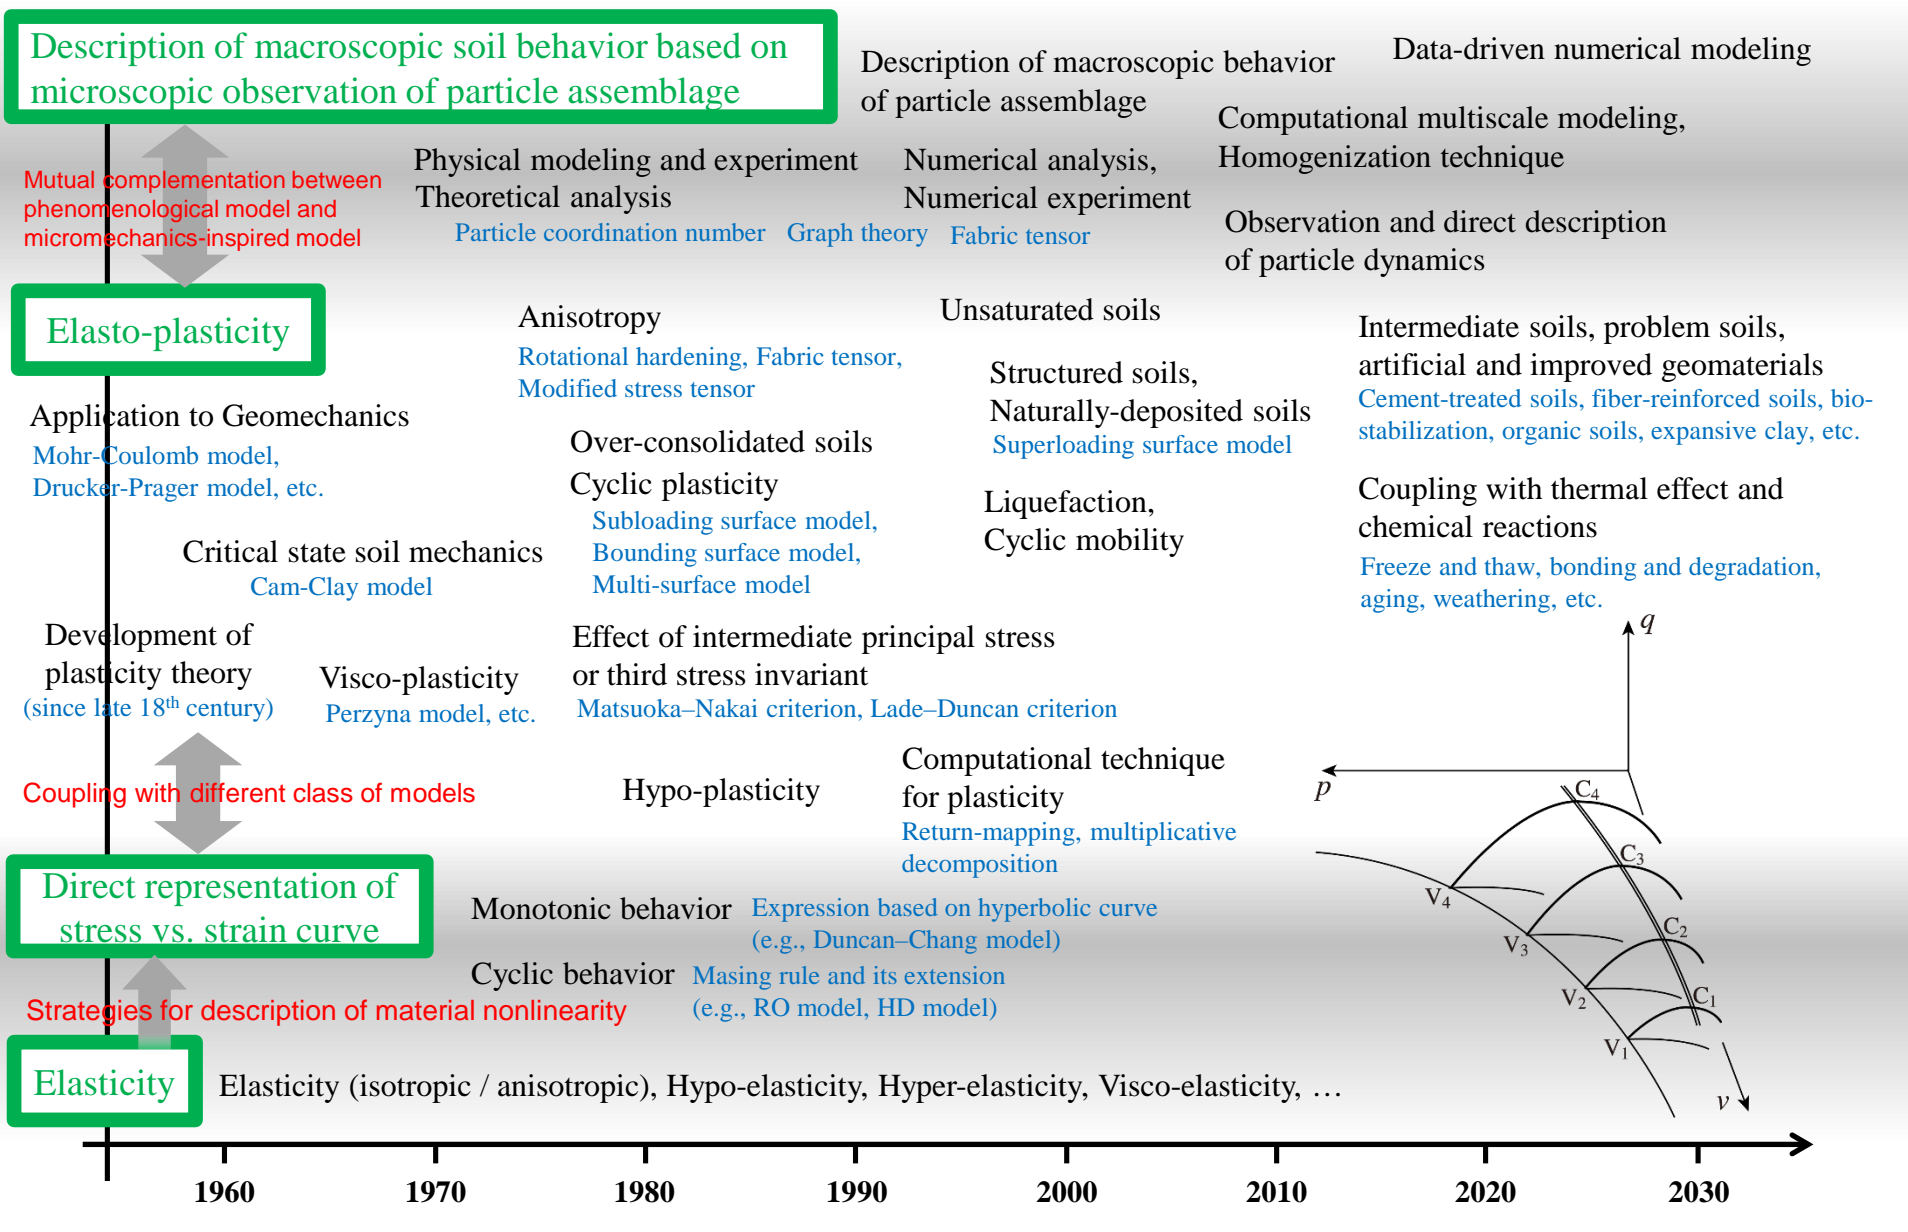 Description of macroscopic soil behavior based on
microscopic observation of particle assemblage
Description of macroscopic behavior
of particle assemblage
Data-driven numerical modeling
Computational multiscale modeling,
Homogenization technique
Mutual complementation between
phenomenological model and
micromechanics-inspired model
Physical modeling and experiment
Theoretical analysis
Particle coordination number
Graph theory
Numerical analysis,
Numerical experiment
Fabric tensor
Observation and direct description
of particle dynamics
Elasto-plasticity
Anisotropy
Rotational hardening, Fabric tensor,
Modified stress tensor
Unsaturated soils
Structured soils,
Naturally-deposited soils
Superloading surface model
Intermediate soils, problem soils,
artificial and improved geomaterials
Cement-treated soils, fiber-reinforced soils, bio-
stabilization, organic soils, expansive clay, etc.
Application to Geomechanics
Mohr-Coulomb model,
Drucker-Prager model, etc.
Over-consolidated soils
Cyclic plasticity
Subloading surface model,
Bounding surface model,
Multi-surface model
Liquefaction,
Cyclic mobility
Coupling with thermal effect and
chemical reactions
Freeze and thaw, bonding and degradation,
aging, weathering, etc.
Critical state soil mechanics
Cam-Clay model
Development of
plasticity theory
(since late 18th century)
Visco-plasticity
Perzyna model, etc.
Effect of intermediate principal stress
or third stress invariant
Matsuoka–Nakai criterion, Lade–Duncan criterion
Coupling with different class of models
Hypo-plasticity
Computational technique
for plasticity
Return-mapping, multiplicative
decomposition
q
p
C4
C3
V4
C2
V3
C1
V2
V1
v
Direct representation of
stress vs. strain curve
Monotonic behavior
Expression based on hyperbolic curve
(e.g., Duncan–Chang model)
Cyclic behavior
Masing rule and its extension
(e.g., RO model, HD model)
Strategies for description of material nonlinearity
Elasticity
Elasticity (isotropic / anisotropic), Hypo-elasticity, Hyper-elasticity, Visco-elasticity, …
1960 1970 1980 1990 2000 2010 2020 2030